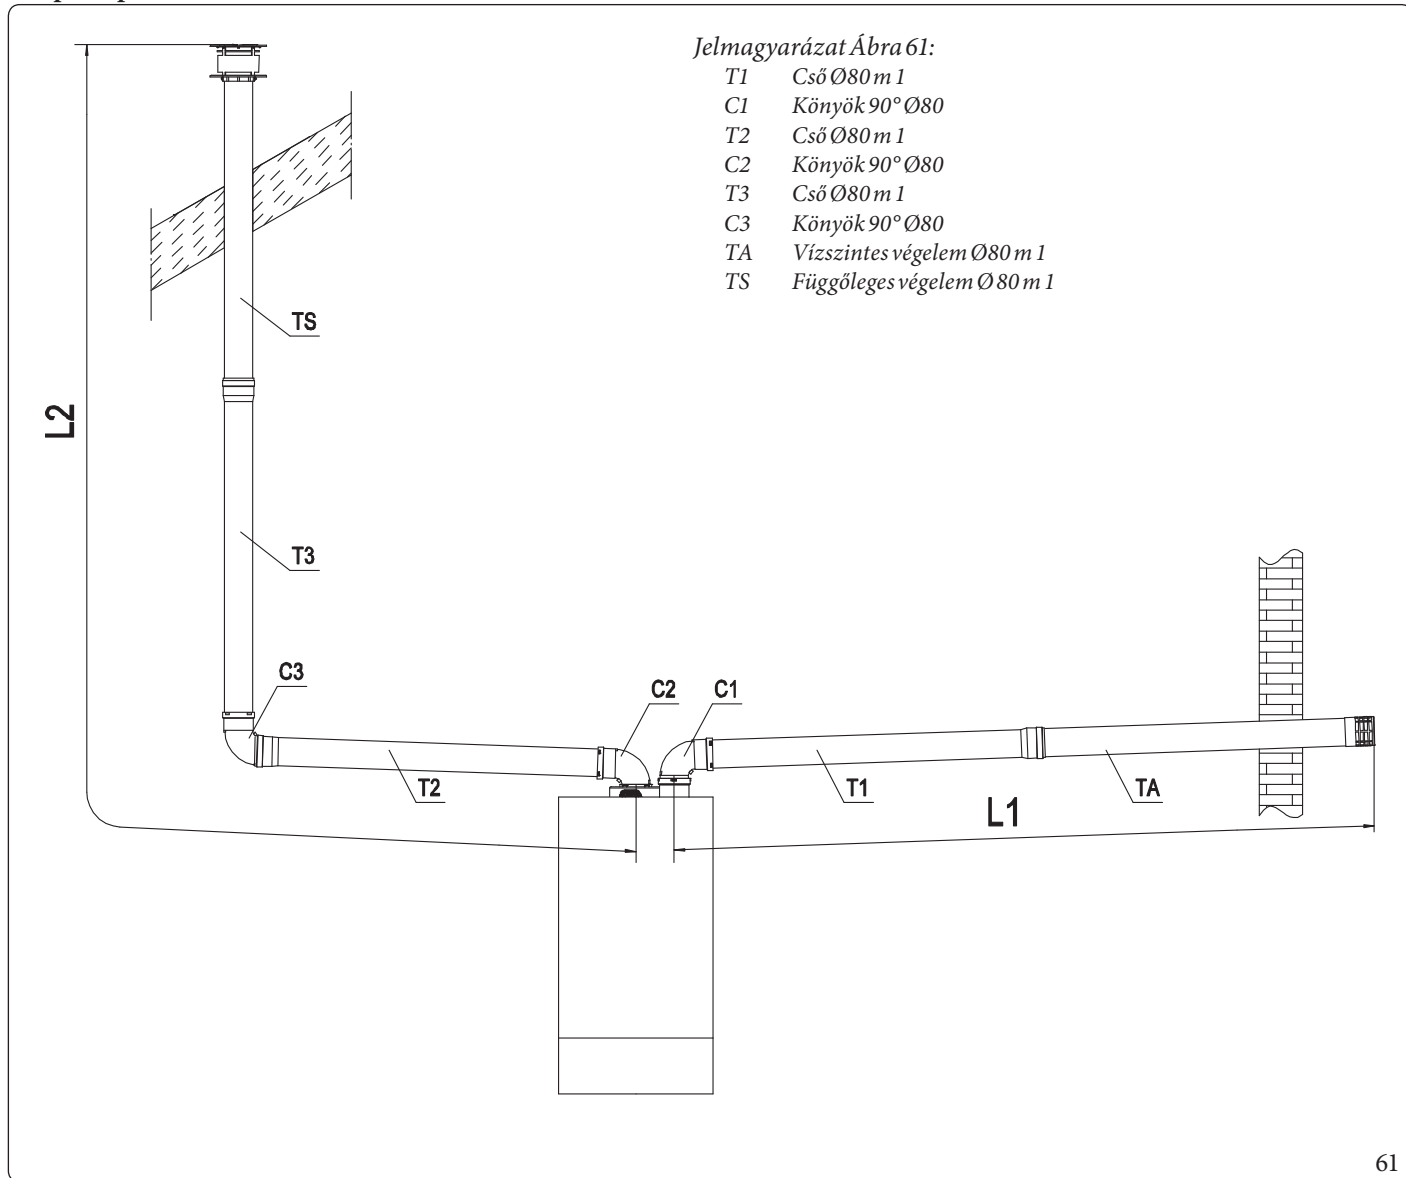 Jelmagyarázat Ábra 61:
T1 Cső Ø80 m 1
C1 Könyök 90° Ø80
T2 Cső Ø80 m 1
C2 Könyök 90° Ø80
T3 Cső Ø80 m 1
C3 Könyök 90° Ø80
TA Vízszintes végelem Ø80 m 1
TS Függőleges végelem Ø 80 m 1
TS
L2
T3
C3
C2
C1
T2
T1
TA
L1
61